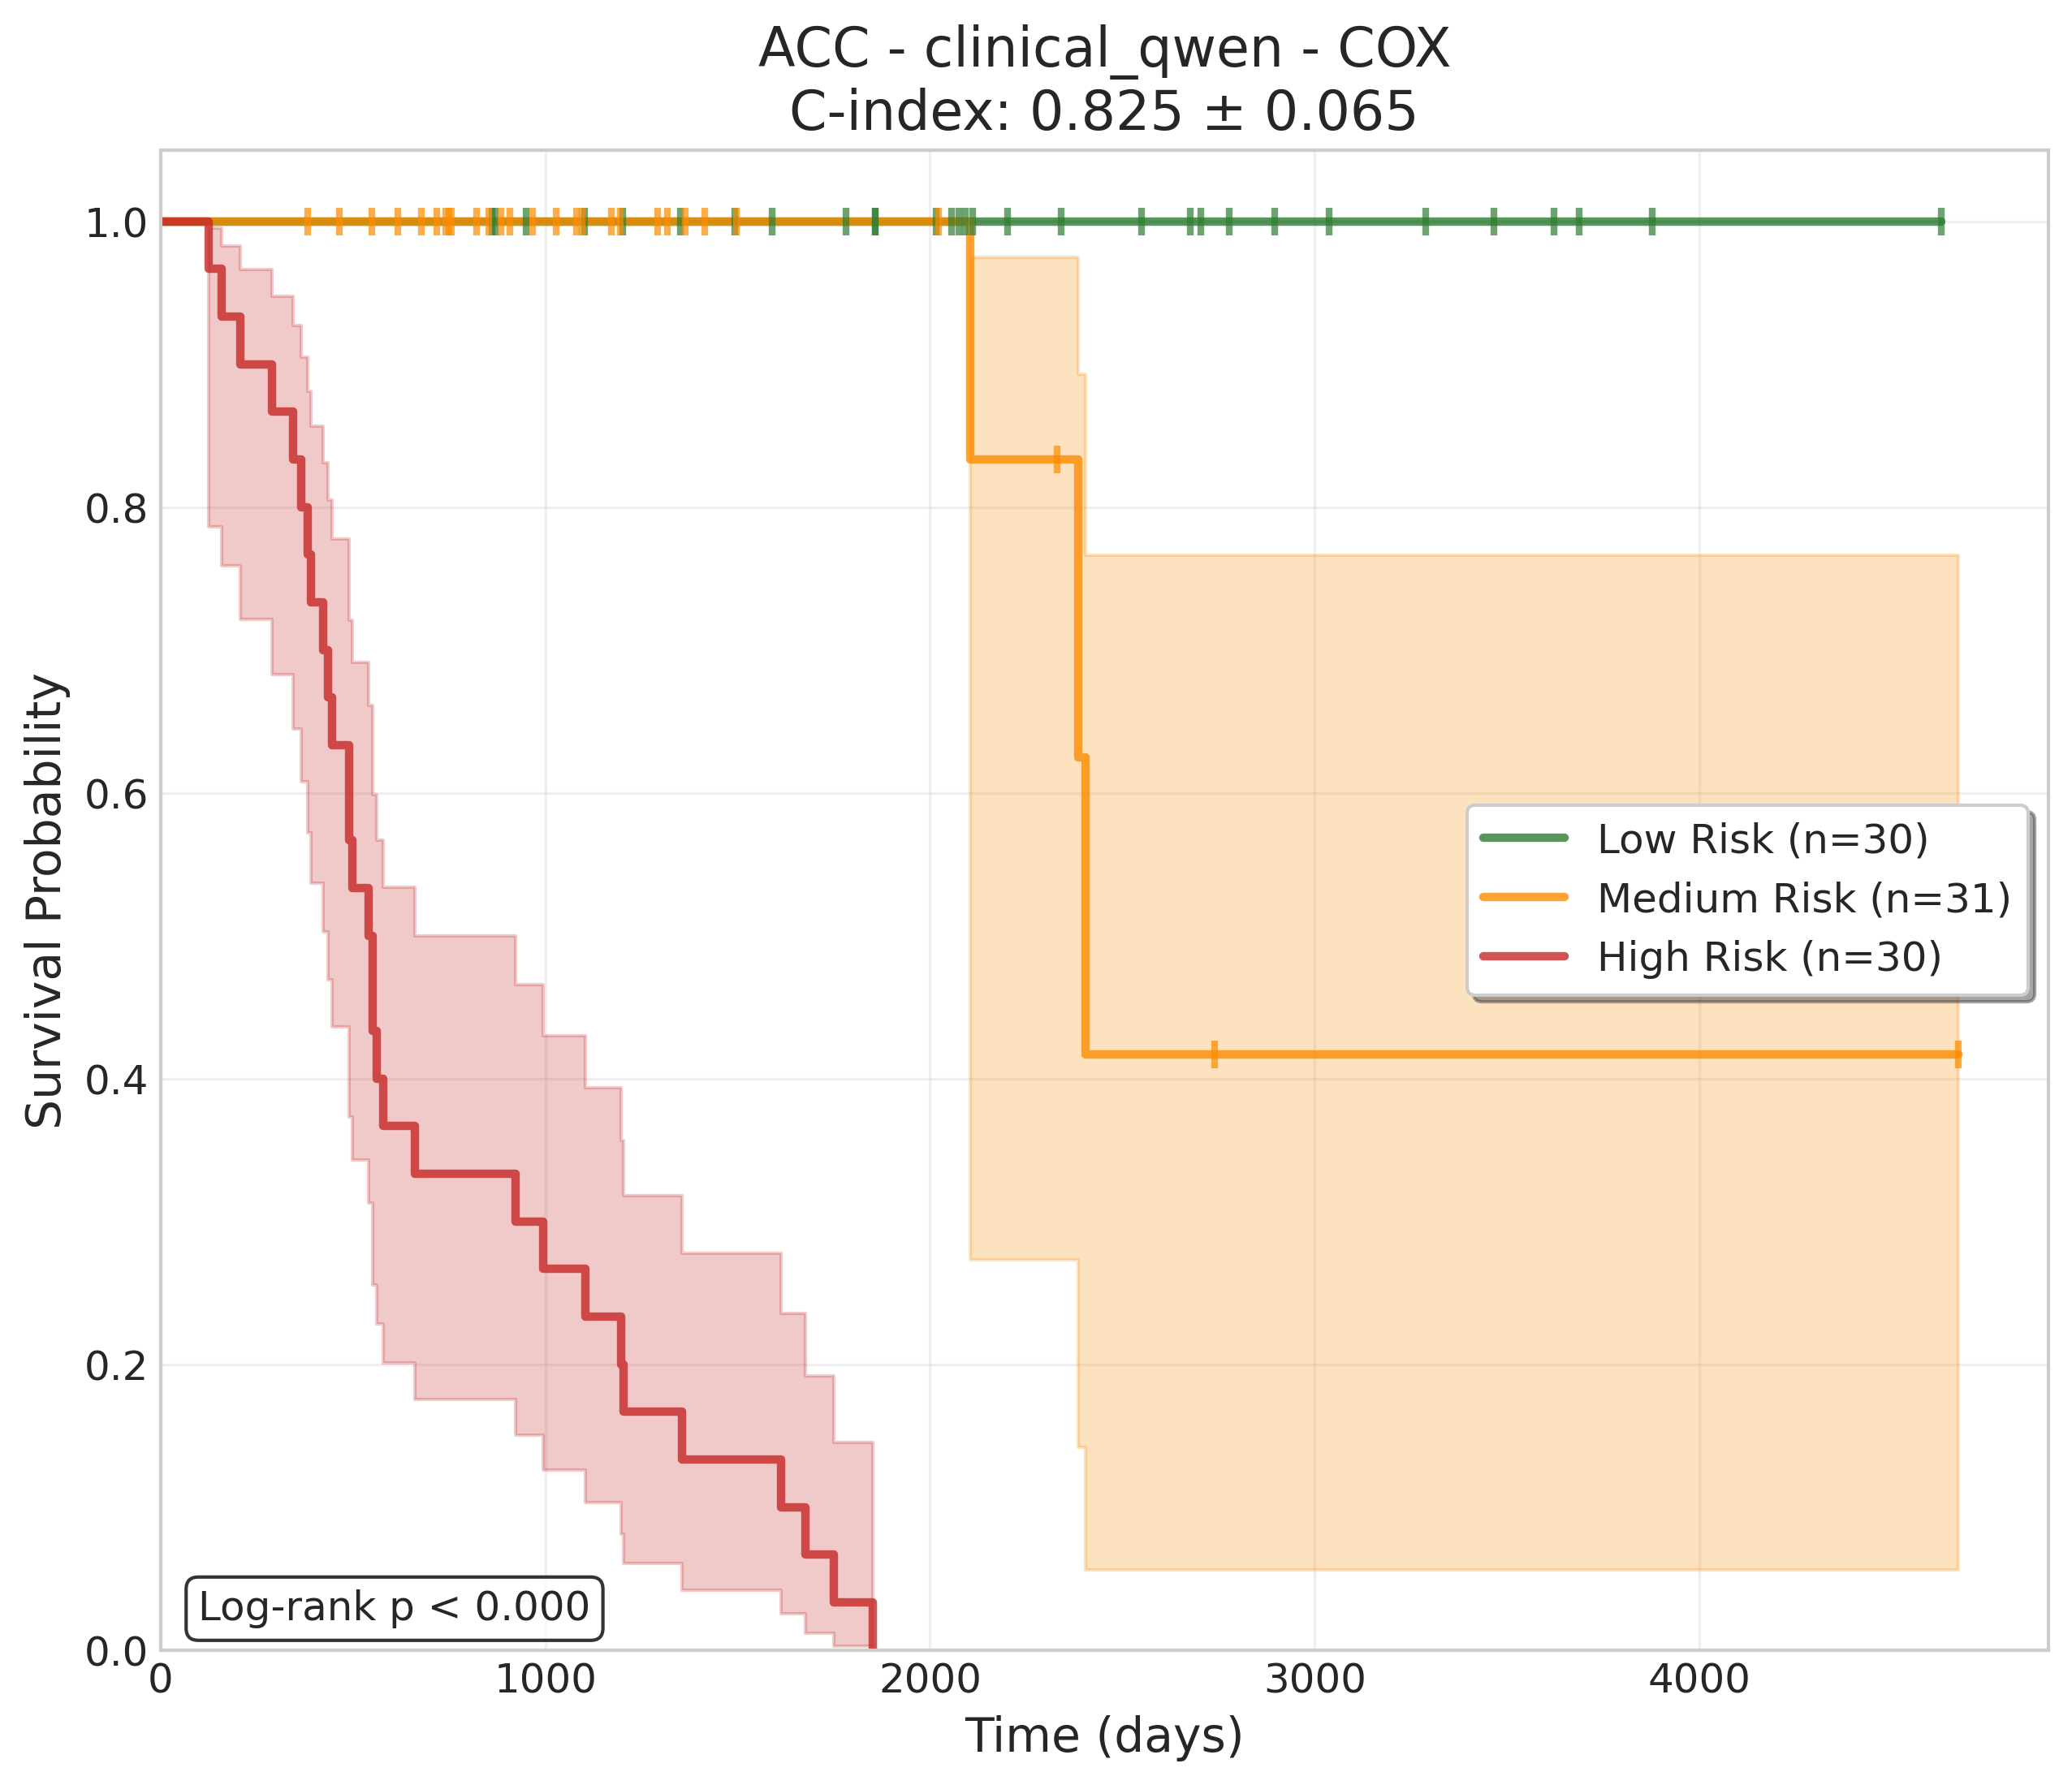 ACC - clinical_qwen - COX
C-index: 0.825 ± 0.065
Survival Probability
1.0
0.8
0.6
0.4
0.2
0.0
Low Risk (n=30)
Medium Risk (n=31)
High Risk (n=30)
Log-rank p < 0.000
0
1000
2000
3000
4000
Time (days)